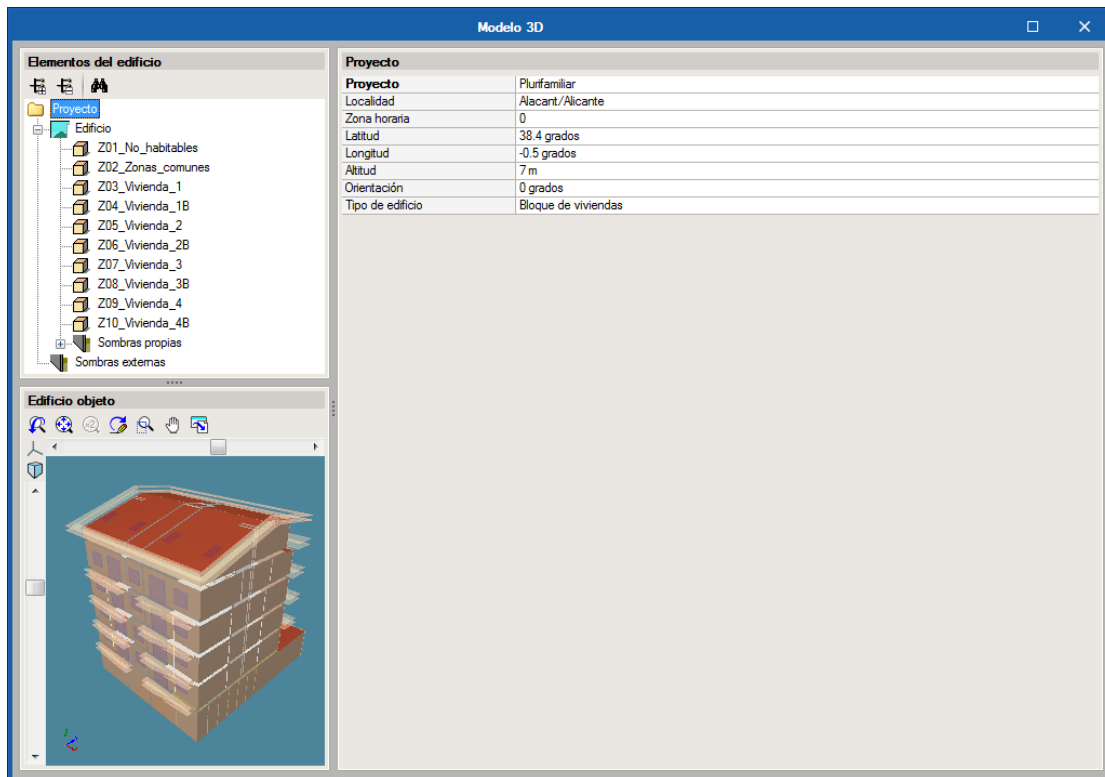 Modelo 3D
Elementos del edificio
Proyecto
Edificio
Z01_No_habitables
Z02_Zonas_comunes
Z03_Vivienda_1
Z04_Vivienda_1B
Z05_Vivienda_2
Z06_Vivienda_2B
Z07_Vivienda_3
Z08_Vivienda_3B
Z09_Vivienda_4
Z10_Vivienda_4B
Sombras propias
Sombras externas
Edificio objeto
Proyecto
Proyecto Plurifamiliar
Localidad Alacant/Alicante
Zona horaria 0
Latitud 38.4 grados
Longitud -0.5 grados
Altitud 7 m
Orientación 0 grados
Tipo de edificio Bloque de viviendas